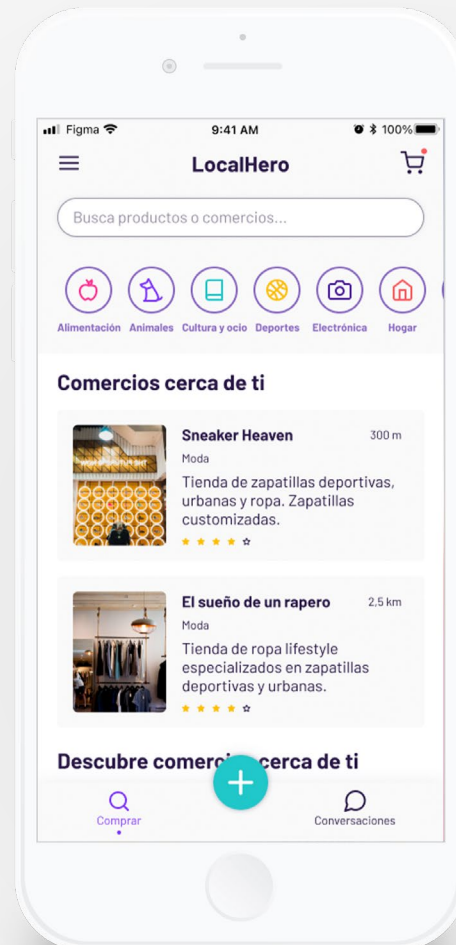 Figma 9:41 AM 100%
LocalHero
Busca productos o comercios...
Alimentación Animales Cultura y ocio Deportes Electrónica Hogar
Comercios cerca de ti
Sneaker Heaven 300 m
Moda
Tienda de zapatillas deportivas,
urbanas y ropa. Zapatillas
customizadas.
El sueño de un rapero 2,5 km
Moda
Tienda de ropa lifestyle
especializados en zapatillas
deportivas y urbanas.
Descubre comercios cerca de ti
Comprar Conversaciones